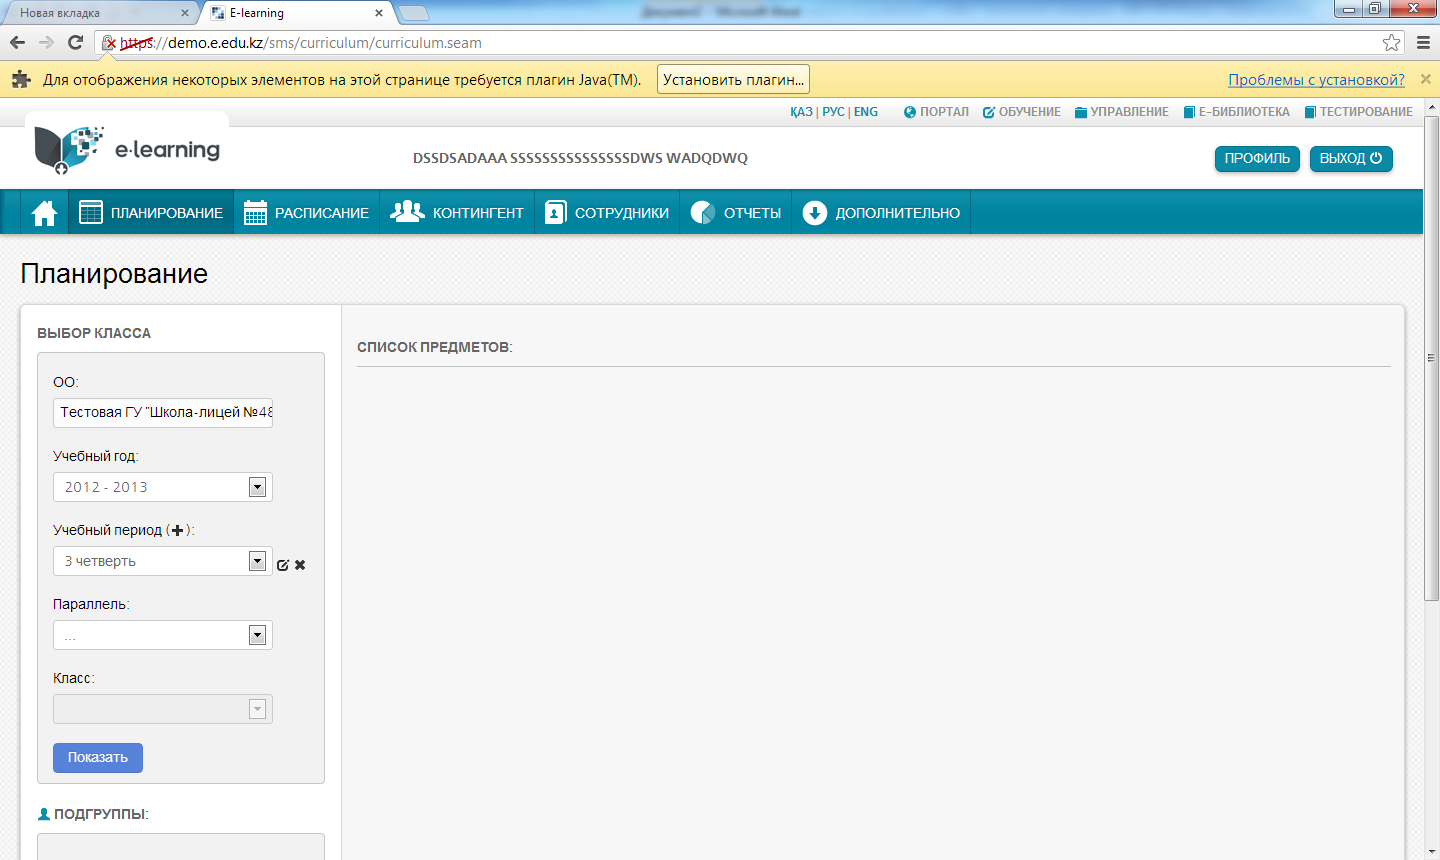 Новая вкладка
E-learning
https://demo.e.edu.kz/sms/curriculum/curriculum.seam
Для отображения некоторых элементов на этой странице требуется плагин Java(TM).
Установить плагин...
Проблемы с установкой?
ҚАЗ | РУС | ENG
ПОРТАЛ
ОБУЧЕНИЕ
УПРАВЛЕНИЕ
Е-БИБЛИОТЕКА
ТЕСТИРОВАНИЕ
e·learning
DSSDSADAAA SSSSSSSSSSSSSSSDWS WADQDWQ
ПРОФИЛЬ
ВЫХОД
ПЛАНИРОВАНИЕ
РАСПИСАНИЕ
КОНТИНГЕНТ
СОТРУДНИКИ
ОТЧЕТЫ
ДОПОЛНИТЕЛЬНО
Планирование
ВЫБОР КЛАССА
ОО:
Тестовая ГУ "Школа-лицей №48
Учебный год:
2012 - 2013
Учебный период (+):
3 четверть
Параллель:
...
Класс:
Показать
ПОДГРУППЫ:
СПИСОК ПРЕДМЕТОВ: